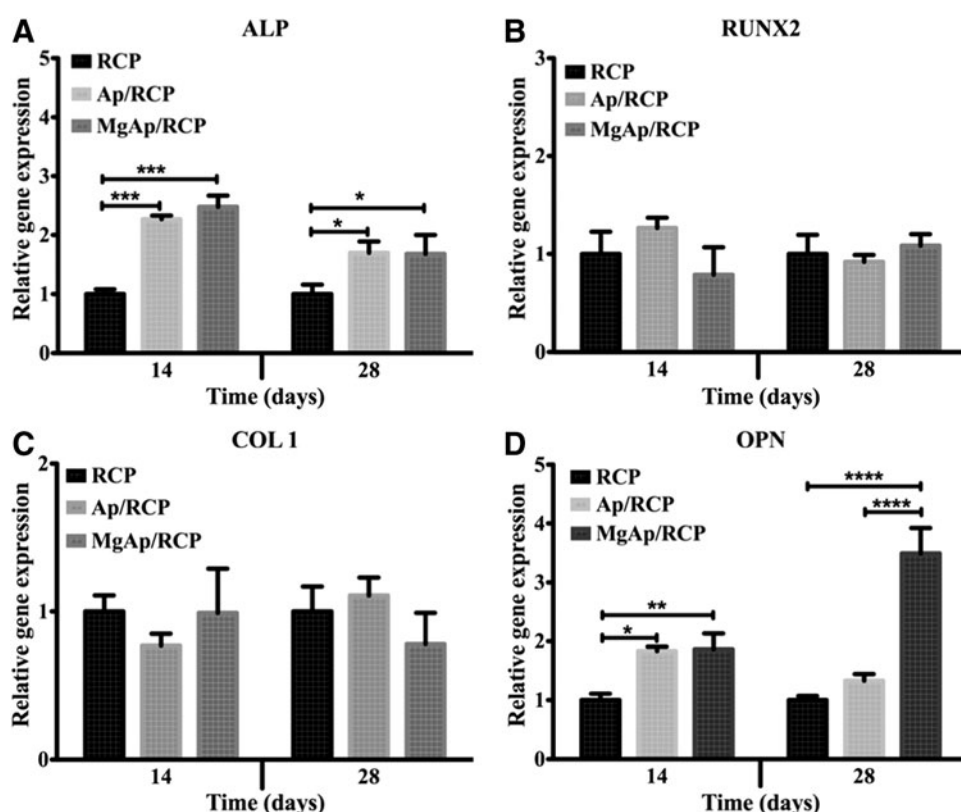 A
ALP
Relative gene expression
5
4
3
2
1
0
RCP
Ap/RCP
MgAp/RCP
***
***
*
*
14
28
Time (days)
B
RUNX2
Relative gene expression
3
2
1
0
RCP
Ap/RCP
MgAp/RCP
14
28
Time (days)
C
COL 1
Relative gene expression
2
1
0
RCP
Ap/RCP
MgAp/RCP
14
28
Time (days)
D
OPN
Relative gene expression
5
4
3
2
1
0
RCP
Ap/RCP
MgAp/RCP
****
****
**
*
14
28
Time (days)